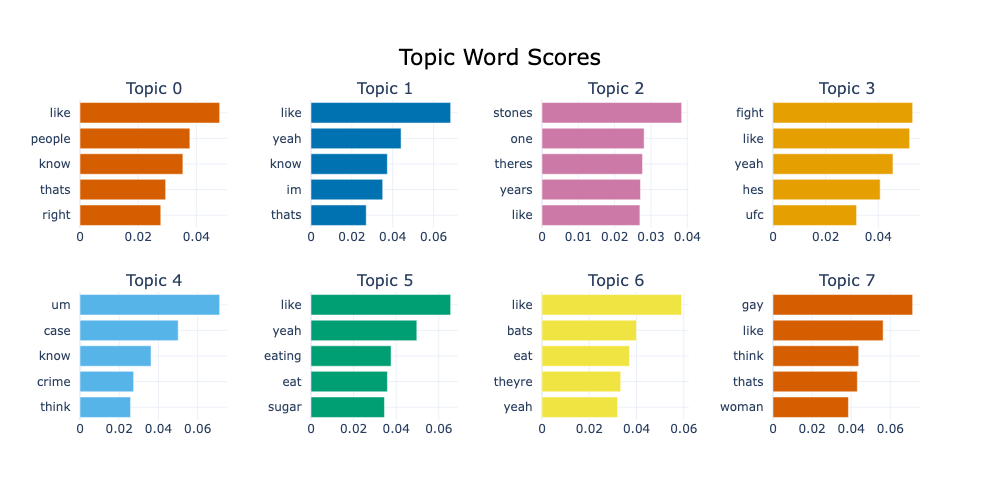 Topic Word Scores
Topic 0
like
people
know
thats
right
0 0.02 0.04
Topic 1
like
yeah
know
im
thats
0 0.02 0.04 0.06
Topic 2
stones
one
theres
years
like
0 0.01 0.02 0.03 0.04
Topic 3
fight
like
yeah
hes
ufc
0 0.02 0.04
Topic 4
um
case
know
crime
think
0 0.02 0.04 0.06
Topic 5
like
yeah
eating
eat
sugar
0 0.02 0.04 0.06
Topic 6
like
bats
eat
theyre
yeah
0 0.02 0.04 0.06
Topic 7
gay
like
think
thats
woman
0 0.02 0.04 0.06